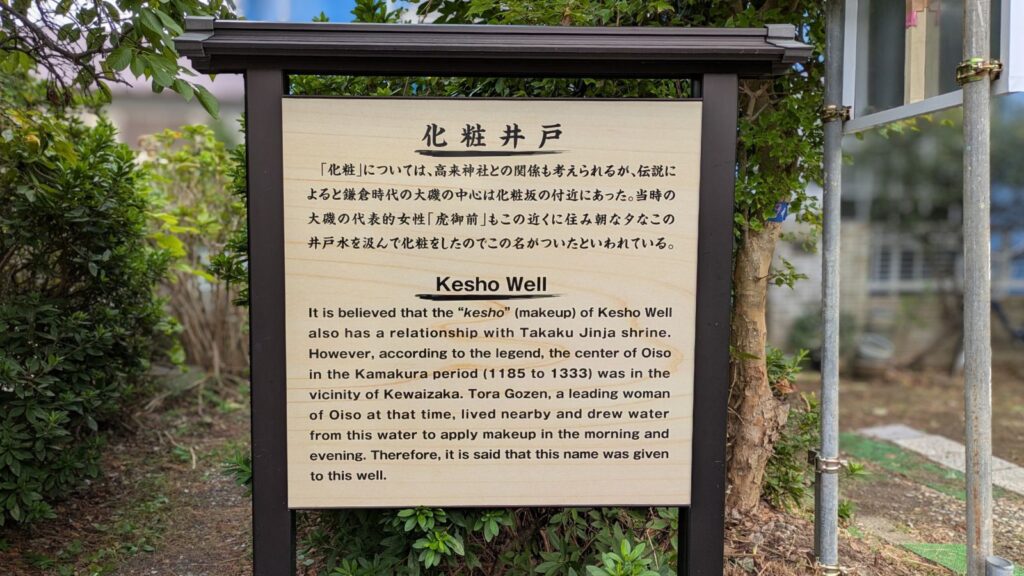 化粧井戸
「化粧」については、高来神社との関係も考えられるが、伝説に
よると鎌倉時代の大磯の中心は化粧坂の付近にあった。当時の
大磯の代表的女性「虎御前」もこの近くに住み朝な夕なこの
井戸水を汲んで化粧をしたのでこの名がついたといわれている。
Kesho Well
It is believed that the “kesho” (makeup) of Kesho Well
also has a relationship with Takaku Jinja shrine.
However, according to the legend, the center of Oiso
in the Kamakura period (1185 to 1333) was in the
vicinity of Kewaizaka. Tora Gozen, a leading woman
of Oiso at that time, lived nearby and drew water
from this water to apply makeup in the morning and
evening. Therefore, it is said that this name was given
to this well.